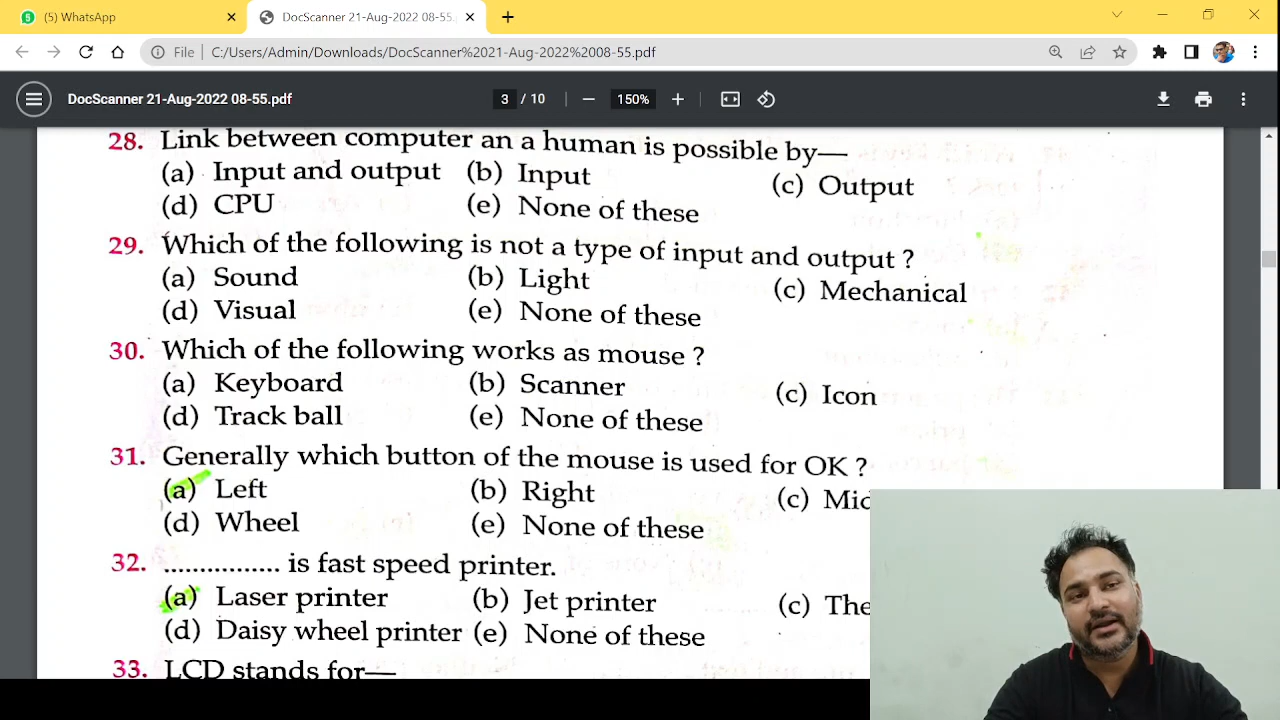 (5) WhatsApp
DocScanner 21-Aug-2022 08-55.
File C:/Users/Admin/Downloads/DocScanner%2021-Aug-2022%2008-55.pdf
DocScanner 21-Aug-2022 08-55.pdf 3 / 10 150%
28. Link between computer an a human is possible by—
(a) Input and output (b) Input (c) Output
(d) CPU (e) None of these
29. Which of the following is not a type of input and output ?
(a) Sound (b) Light (c) Mechanical
(d) Visual (e) None of these
30. Which of the following works as mouse ?
(a) Keyboard (b) Scanner (c) Icon
(d) Track ball (e) None of these
31. Generally which button of the mouse is used for OK ?
(a) Left (b) Right (c) Mid
(d) Wheel (e) None of these
32. ................ is fast speed printer.
(a) Laser printer (b) Jet printer (c) The
(d) Daisy wheel printer (e) None of these
33. LCD stands for—